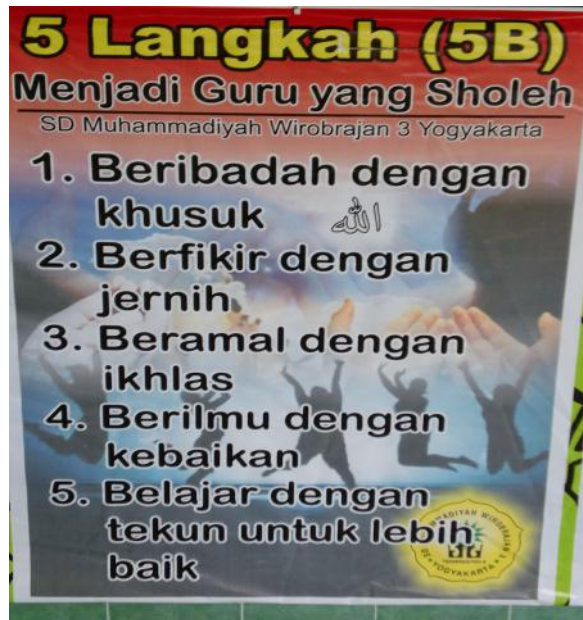 5 Langkah (5B)
Menjadi Guru yang Sholeh
SD Muhammadiyah Wirobrajan 3 Yogyakarta
1. Beribadah dengan
khusuk الله
2. Berfikir dengan
jernih
3. Beramal dengan
ikhlas
4. Berilmu dengan
kebaikan
5. Belajar dengan
tekun untuk lebih
baik
YOGYAKARTA